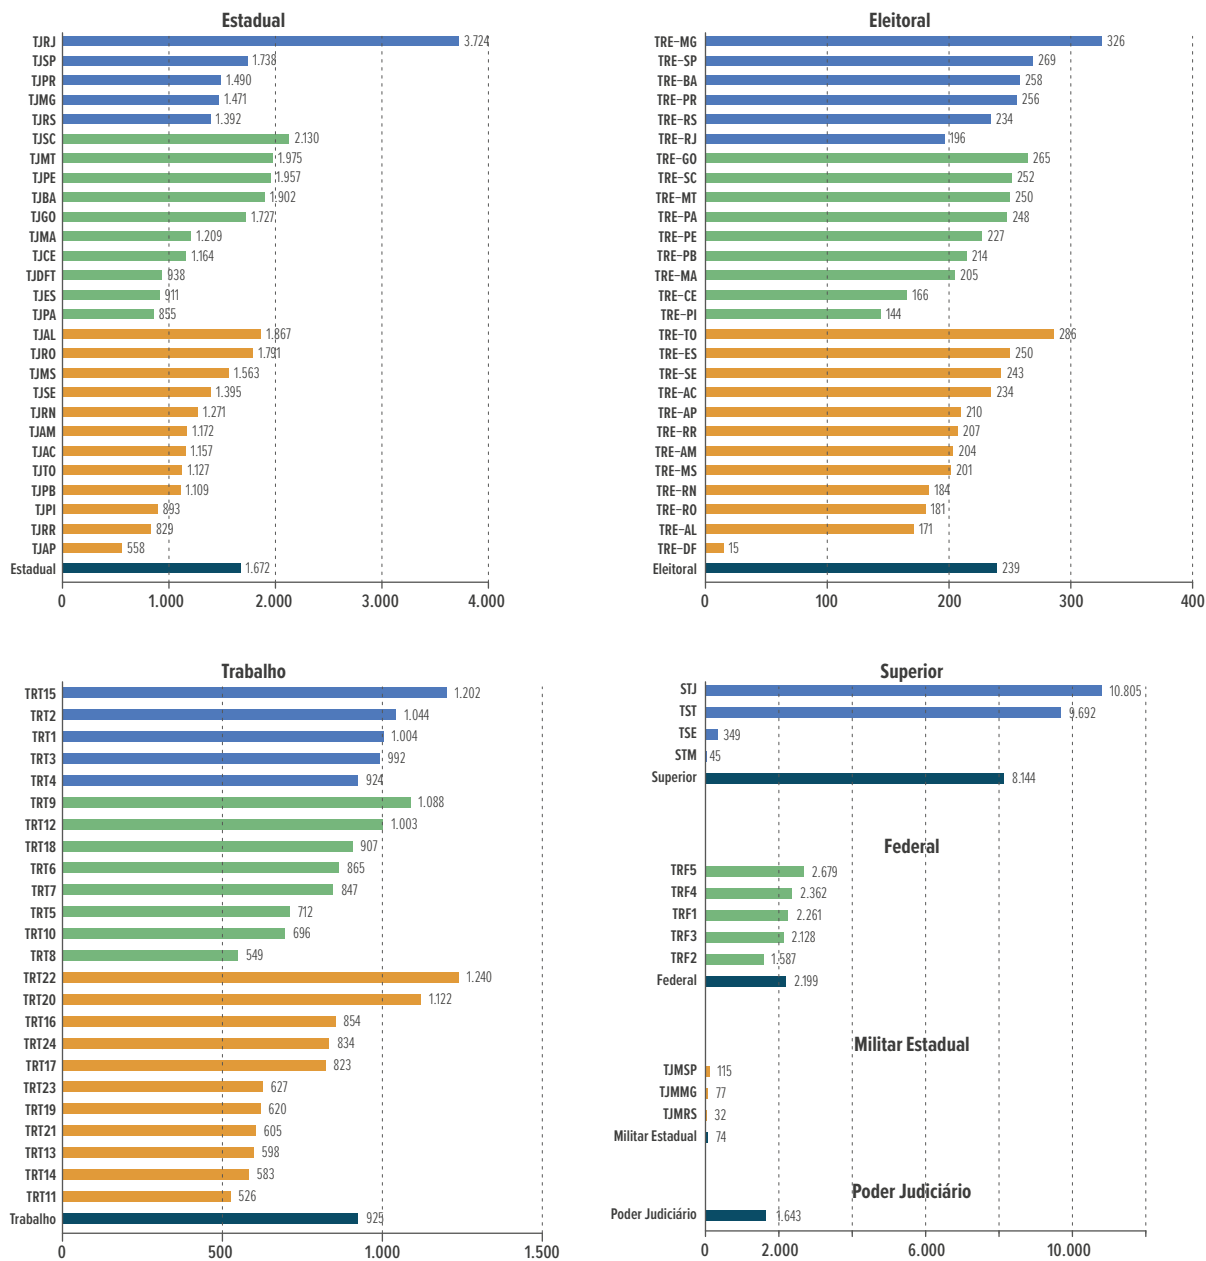 Estadual
TJRJ 3.724
TJSP 1.738
TJPR 1.490
TJMG 1.471
TJRS 1.392
TJSC 2.130
TJMT 1.975
TJPE 1.957
TJBA 1.902
TJGO 1.727
TJMA 1.209
TJCE 1.164
TJDFT 938
TJES 911
TJPA 855
TJAL 1.867
TJRO 1.791
TJMS 1.563
TJSE 1.395
TJRN 1.271
TJAM 1.172
TJAC 1.157
TJTO 1.127
TJPB 1.109
TJPI 893
TJRR 829
TJAP 558
Estadual 1.672
0 1.000 2.000 3.000 4.000
Eleitoral
TRE-MG 326
TRE-SP 269
TRE-BA 258
TRE-PR 256
TRE-RS 234
TRE-RJ 196
TRE-GO 265
TRE-SC 252
TRE-MT 250
TRE-PA 248
TRE-PE 227
TRE-PB 214
TRE-MA 205
TRE-CE 166
TRE-PI 144
TRE-TO 286
TRE-ES 250
TRE-SE 243
TRE-AC 234
TRE-AP 210
TRE-RR 207
TRE-AM 204
TRE-MS 201
TRE-RN 184
TRE-RO 181
TRE-AL 171
TRE-DF 15
Eleitoral 239
0 100 200 300 400
Trabalho
TRT15 1.202
TRT2 1.044
TRT1 1.004
TRT3 992
TRT4 924
TRT9 1.088
TRT12 1.003
TRT18 907
TRT6 865
TRT7 847
TRT5 712
TRT10 696
TRT8 549
TRT22 1.240
TRT20 1.122
TRT16 854
TRT24 834
TRT17 823
TRT23 627
TRT19 620
TRT21 605
TRT13 598
TRT14 583
TRT11 526
Trabalho 925
0 500 1.000 1.500
Superior
STJ 10.805
TST 9.692
TSE 349
STM 45
Superior 8.144
Federal
TRF5 2.679
TRF4 2.362
TRF1 2.261
TRF3 2.128
TRF2 1.587
Federal 2.199
Militar Estadual
TJMSP 115
TJMMG 77
TJMRS 32
Militar Estadual 74
Poder Judiciário
Poder Judiciário 1.643
0 2.000 6.000 10.000